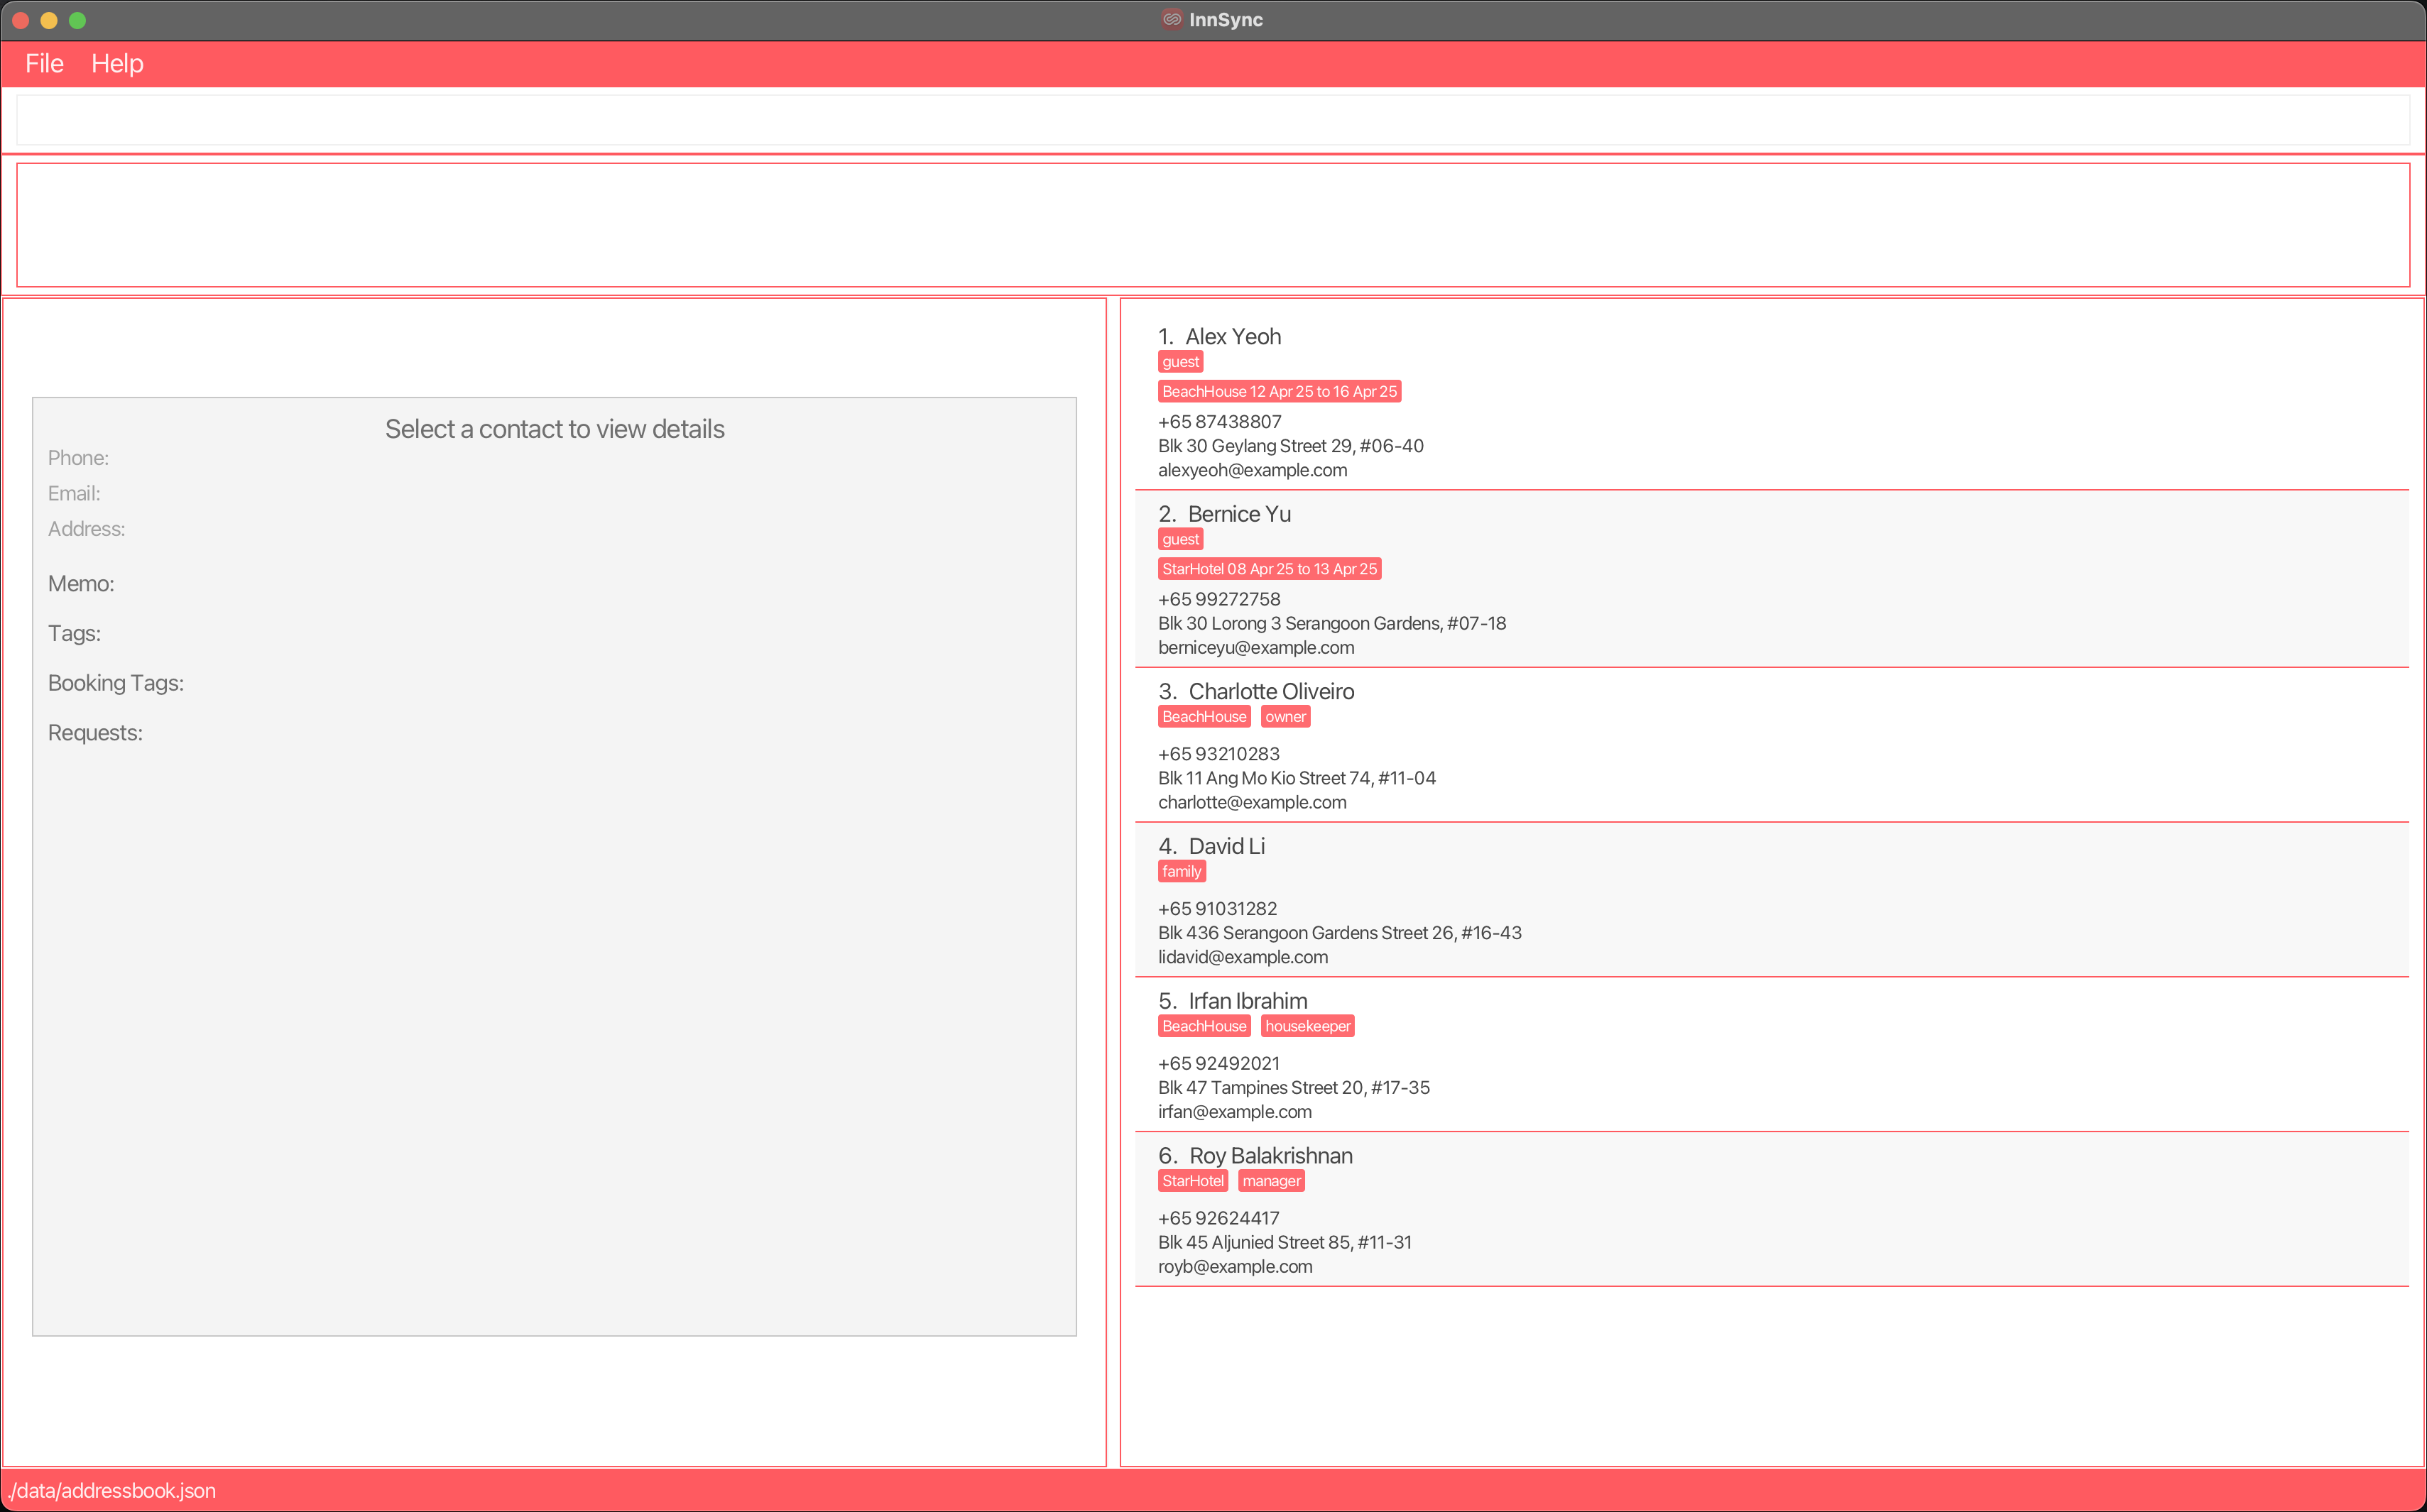 InnSync
File Help
Select a contact to view details
Phone:
Email:
Address:
Memo:
Tags:
Booking Tags:
Requests:
1. Alex Yeoh
guest
BeachHouse 12 Apr 25 to 16 Apr 25
+65 87438807
Blk 30 Geylang Street 29, #06-40
alexyeoh@example.com
2. Bernice Yu
guest
StarHotel 08 Apr 25 to 13 Apr 25
+65 99272758
Blk 30 Lorong 3 Serangoon Gardens, #07-18
berniceyu@example.com
3. Charlotte Oliveiro
BeachHouse owner
+65 93210283
Blk 11 Ang Mo Kio Street 74, #11-04
charlotte@example.com
4. David Li
family
+65 91031282
Blk 436 Serangoon Gardens Street 26, #16-43
lidavid@example.com
5. Irfan Ibrahim
BeachHouse housekeeper
+65 92492021
Blk 47 Tampines Street 20, #17-35
irfan@example.com
6. Roy Balakrishnan
StarHotel manager
+65 92624417
Blk 45 Aljunied Street 85, #11-31
royb@example.com
./data/addressbook.json